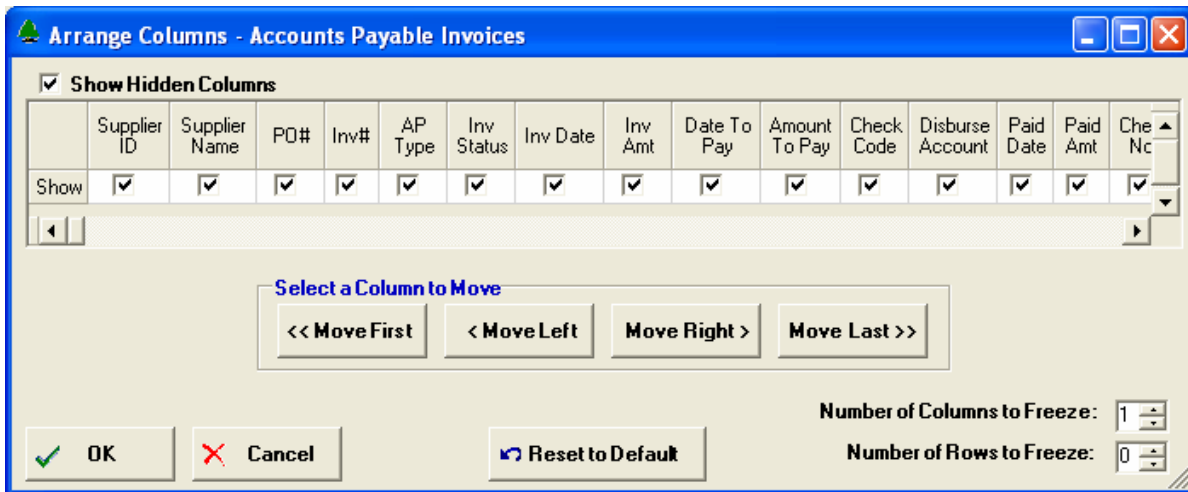 Arrange Columns - Accounts Payable Invoices
Show Hidden Columns
Supplier ID Supplier Name PO# Inv# AP Type Inv Status Inv Date Inv Amt Date To Pay Amount To Pay Check Code Disburse Account Paid Date Paid Amt
Show
Select a Column to Move
<< Move First < Move Left Move Right > Move Last >>
Number of Columns to Freeze: 1
OK Cancel Reset to Default Number of Rows to Freeze: 0